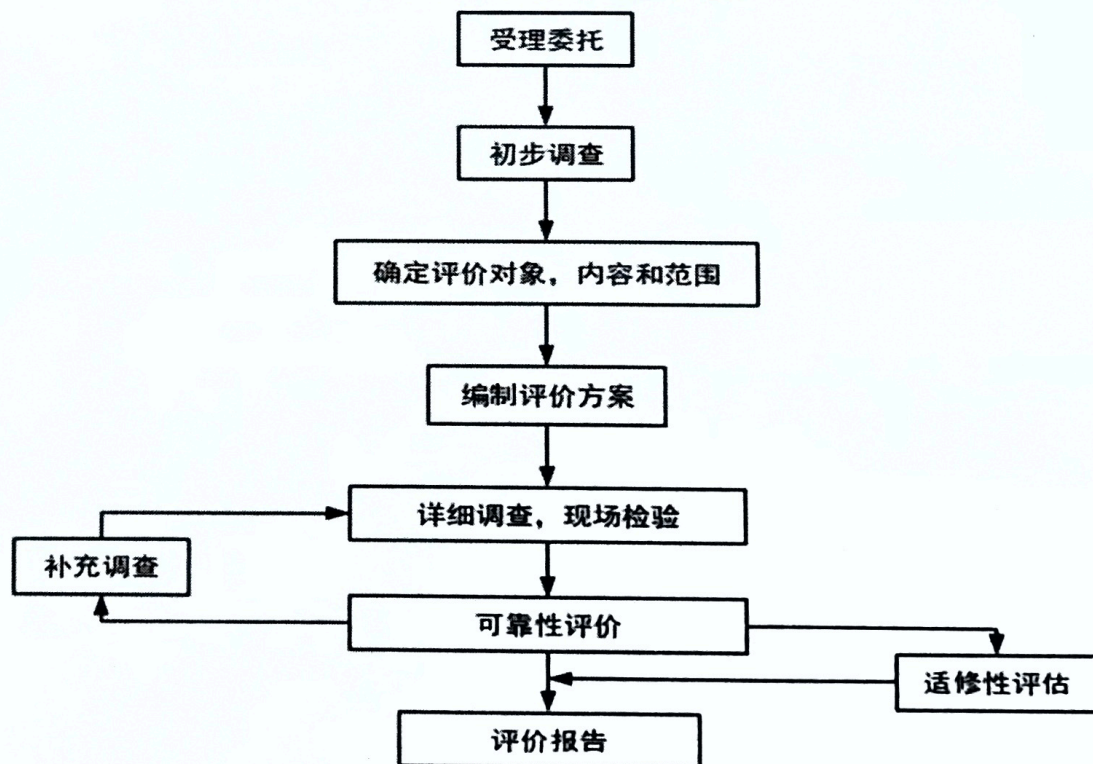 受理委托
初步调查
确定评价对象，内容和范围
编制评价方案
详细调查，现场检验
补充调查
可靠性评价
适修性评估
评价报告